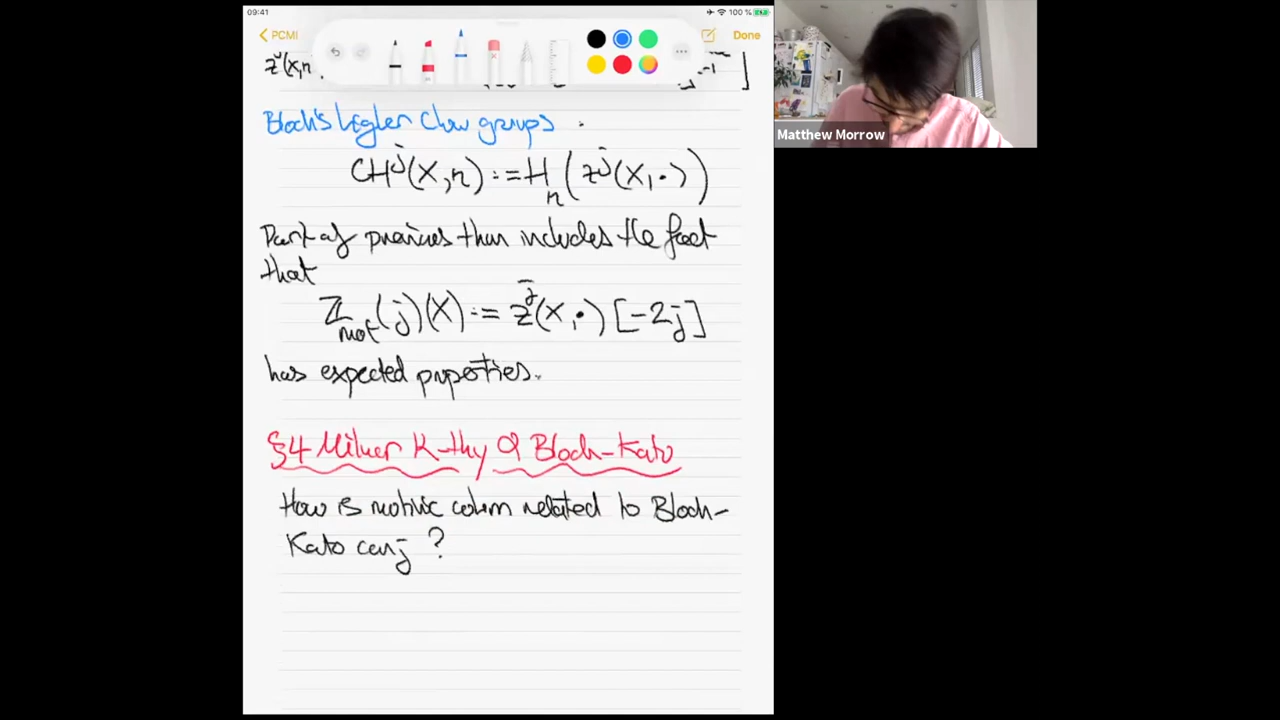 09:41
100 %
PCMI
Done
z^j(x,n
Bloch's higher Chow groups :
CH^j(X,n) := H_n(z^j(X,•))
Part of previous thm includes the fact
that
ℤ_mot(j)(X) := z^j(X,•)[-2j]
has expected properties.
§4 Milnor K-thy & Bloch-Kato
How is motivic cohom related to Bloch-
Kato conj ?
Matthew Morrow